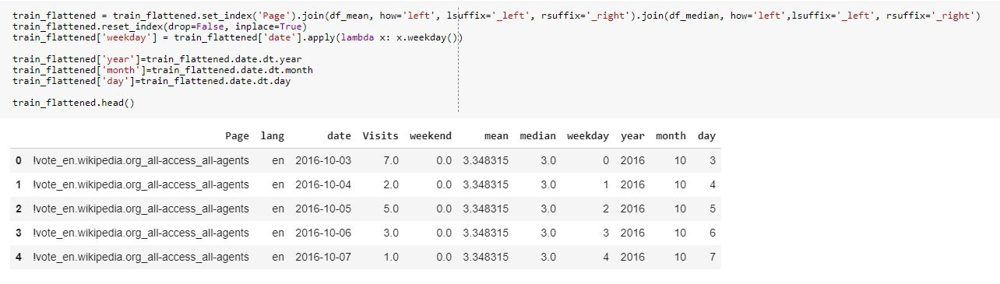 train_flattened = train_flattened.set_index('Page').join(df_mean, how='left', lsuffix='_left', rsuffix='_right').join(df_median, how='left',lsuffix='_left', rsuffix='_right')
train_flattened.reset_index(drop=False, inplace=True)
train_flattened['weekday'] = train_flattened['date'].apply(lambda x: x.weekday())
train_flattened['year']=train_flattened.date.dt.year
train_flattened['month']=train_flattened.date.dt.month
train_flattened['day']=train_flattened.date.dt.day
train_flattened.head()
Page lang date Visits weekend mean median weekday year month day
0 !vote_en.wikipedia.org_all-access_all-agents en 2016-10-03 7.0 0.0 3.348315 3.0 0 2016 10 3
1 !vote_en.wikipedia.org_all-access_all-agents en 2016-10-04 2.0 0.0 3.348315 3.0 1 2016 10 4
2 !vote_en.wikipedia.org_all-access_all-agents en 2016-10-05 5.0 0.0 3.348315 3.0 2 2016 10 5
3 !vote_en.wikipedia.org_all-access_all-agents en 2016-10-06 3.0 0.0 3.348315 3.0 3 2016 10 6
4 !vote_en.wikipedia.org_all-access_all-agents en 2016-10-07 1.0 0.0 3.348315 3.0 4 2016 10 7